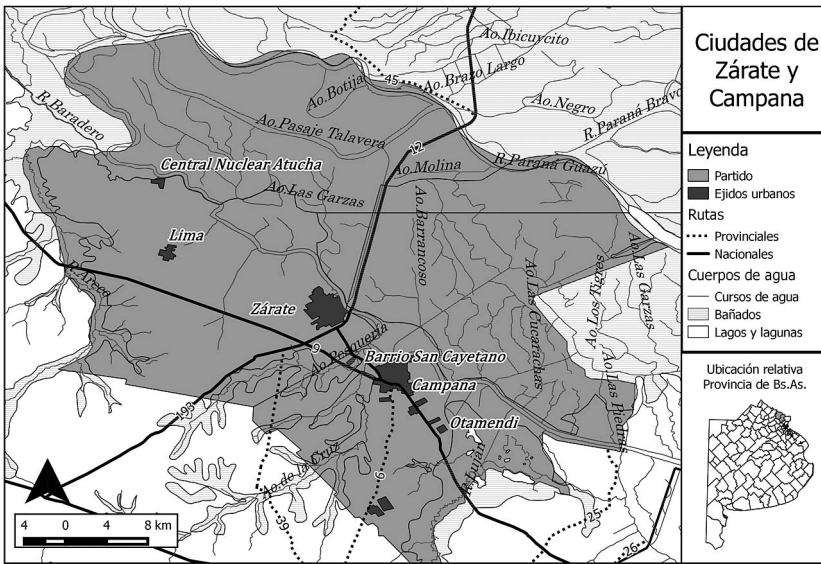 Ao.Ibicuycito
Ao.Brazo Largo
45
Ao.Botija
Ao.Negro
R.Paraná Bravo
R.Baradero
Ao.Pasaje Talavera
12
Ao.Molina
R.Paraná Guazú
Central Nuclear Atucha
Ao.Las Garzas
Ao.Barrancoso
Lima
Ao.Las Garzas
Ao.Los Tigres
R.Areco
Ao.Las Cucarachas
Zárate
9
Ao.Pesquería
Barrio San Cayetano
Campana
Ao.Las Piedras
193
Otamendi
Ao.de la Cruz
6
R.Luján
39
25
26
4 0 4 8 km
Ciudades de
Zárate y
Campana
Leyenda
Partido
Ejidos urbanos
Rutas
Provinciales
Nacionales
Cuerpos de agua
Cursos de agua
Bañados
Lagos y lagunas
Ubicación relativa
Provincia de Bs.As.